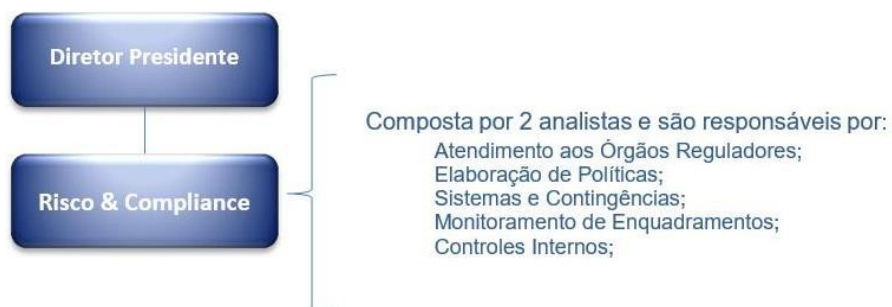 Diretor Presidente
Risco & Compliance
Composta por 2 analistas e são responsáveis por:
Atendimento aos Órgãos Reguladores;
Elaboração de Políticas;
Sistemas e Contingências;
Monitoramento de Enquadramentos;
Controles Internos;